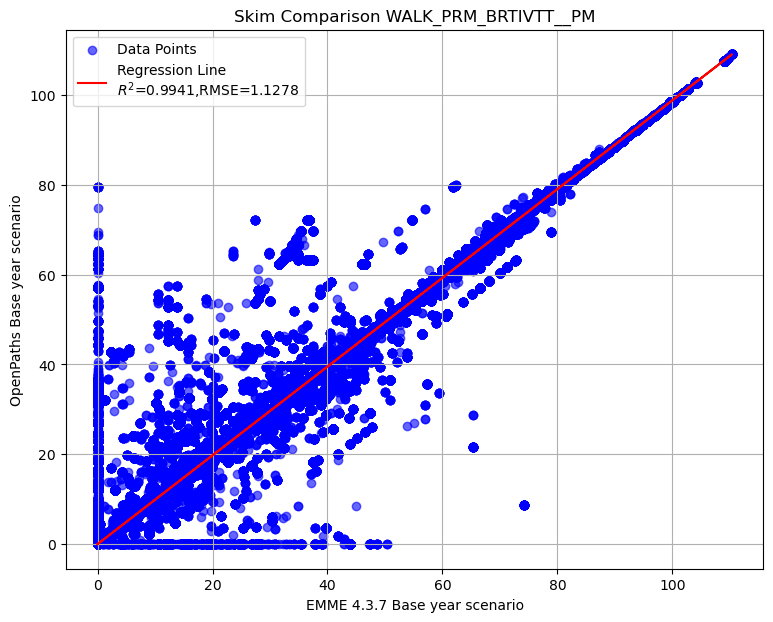 Skim Comparison WALK_PRM_BRTIVTT__PM
Data Points
Regression Line
R²=0.9941,RMSE=1.1278
OpenPaths Base year scenario
100
80
60
40
20
0
0 20 40 60 80 100
EMME 4.3.7 Base year scenario